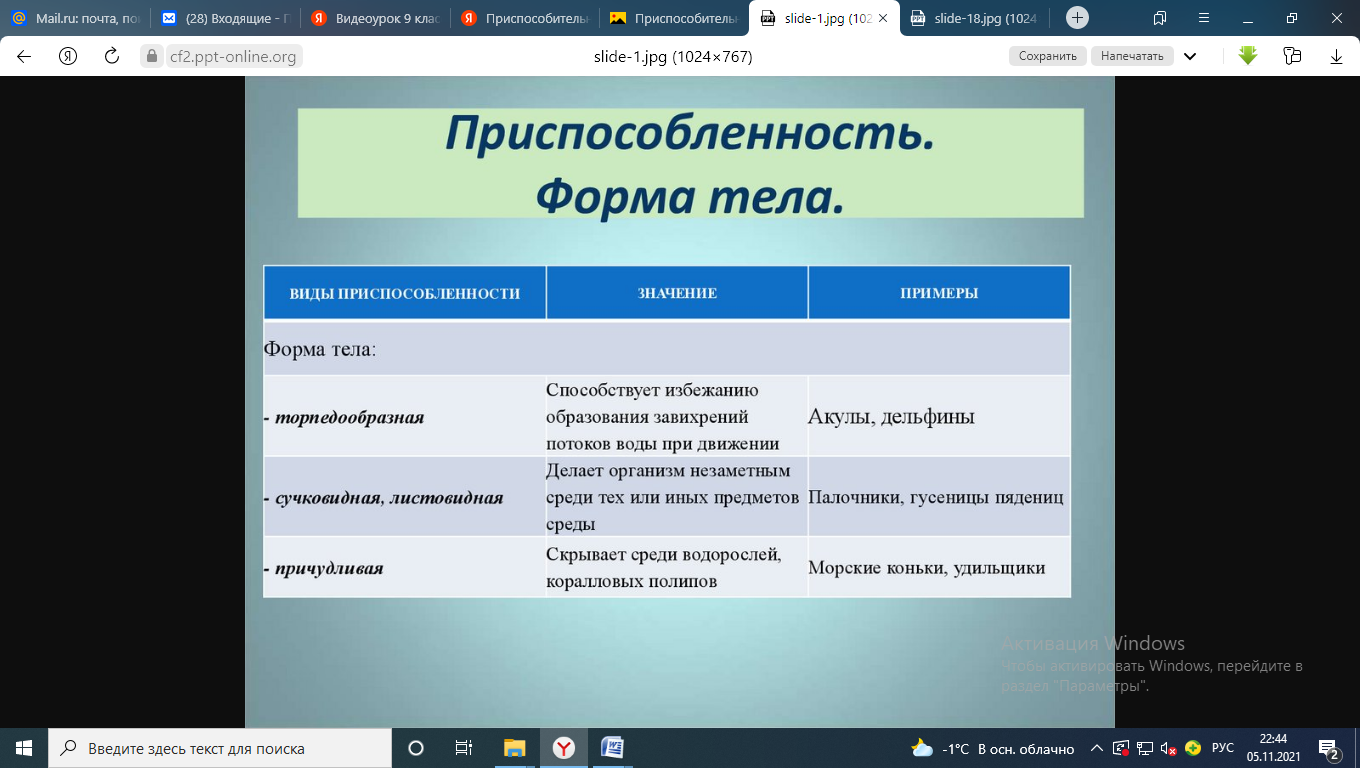 Mail.ru: почта, по
(28) Входящие - П
Видеоурок 9 клас
Приспособитель
Приспособитель
slide-1.jpg (102
slide-18.jpg (1024
cf2.ppt-online.org
slide-1.jpg (1024×767)
Сохранить
Напечатать
Приспособленность.
Форма тела.
ВИДЫ ПРИСПОСОБЛЕННОСТИ
ЗНАЧЕНИЕ
ПРИМЕРЫ
Форма тела:
- торпедообразная
Способствует избежанию
образования завихрений
потоков воды при движении
Акулы, дельфины
- сучковидная, листовидная
Делает организм незаметным
среди тех или иных предметов
среды
Палочники, гусеницы пядениц
- причудливая
Скрывает среди водорослей,
коралловых полипов
Морские коньки, удильщики
Активация Windows
Чтобы активировать Windows, перейдите в
раздел "Параметры".
Введите здесь текст для поиска
-1°C В осн. облачно
РУС
22:44
05.11.2021
2